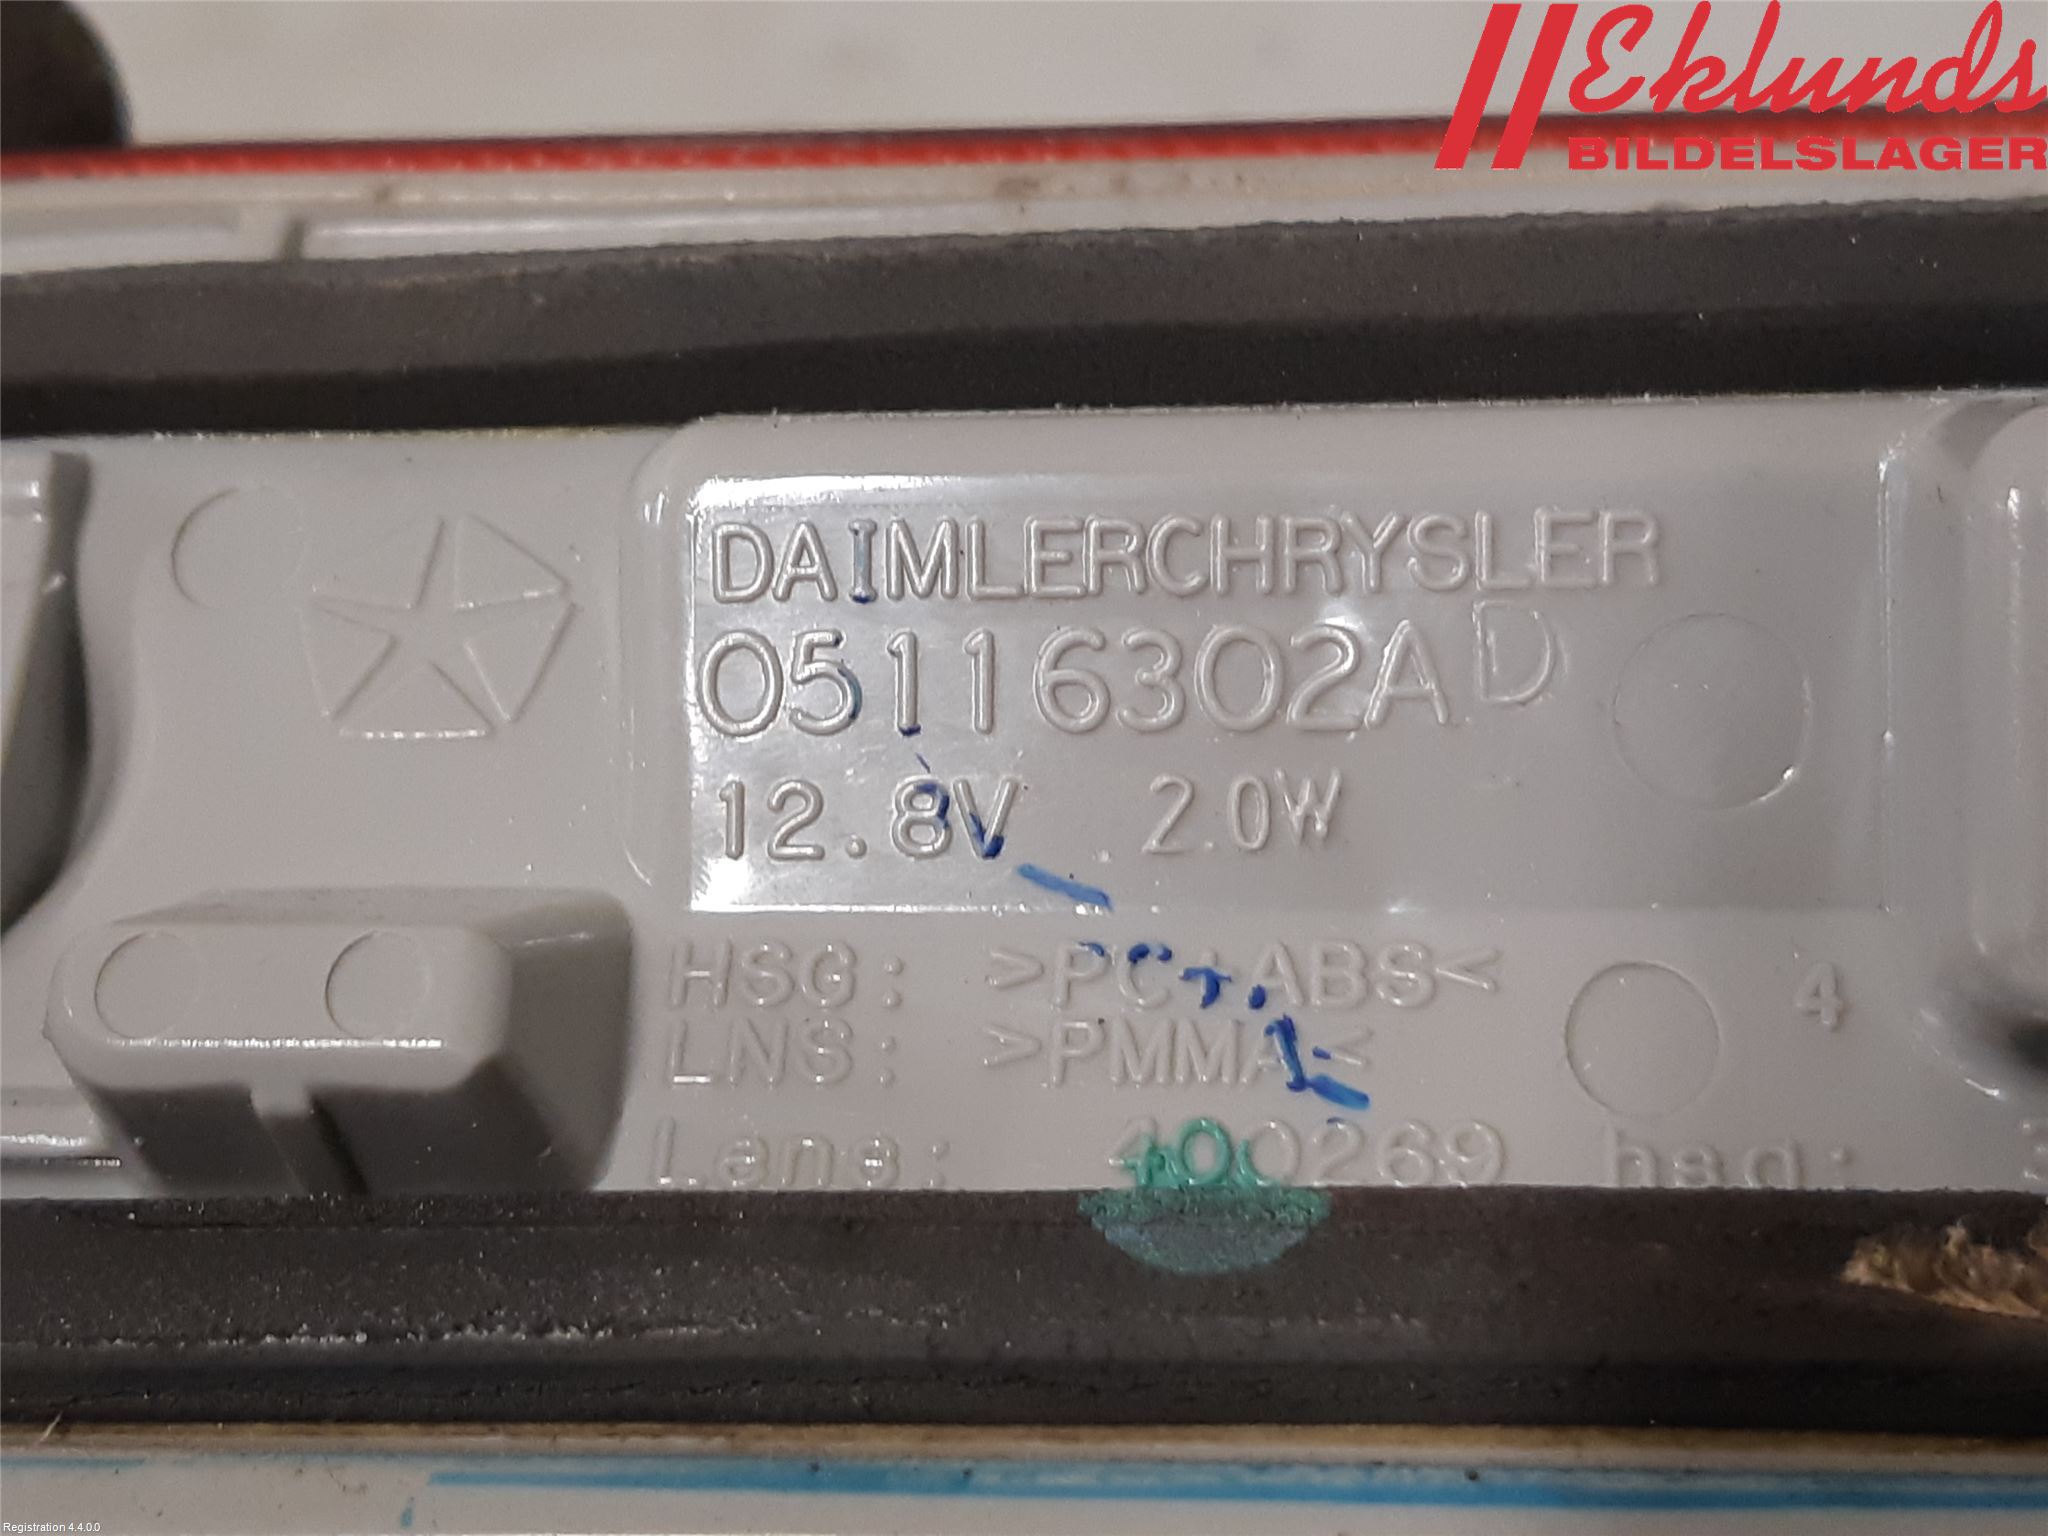 Eklunds
BILDELSLAGER
DAIMLERCHRYSLER
05116302AD
12.8V 2.0W
HSG: >PC+ABS<
LNS: >PMMA<
4
Lens: 400269 hsg:
Registration 4.4.0.0